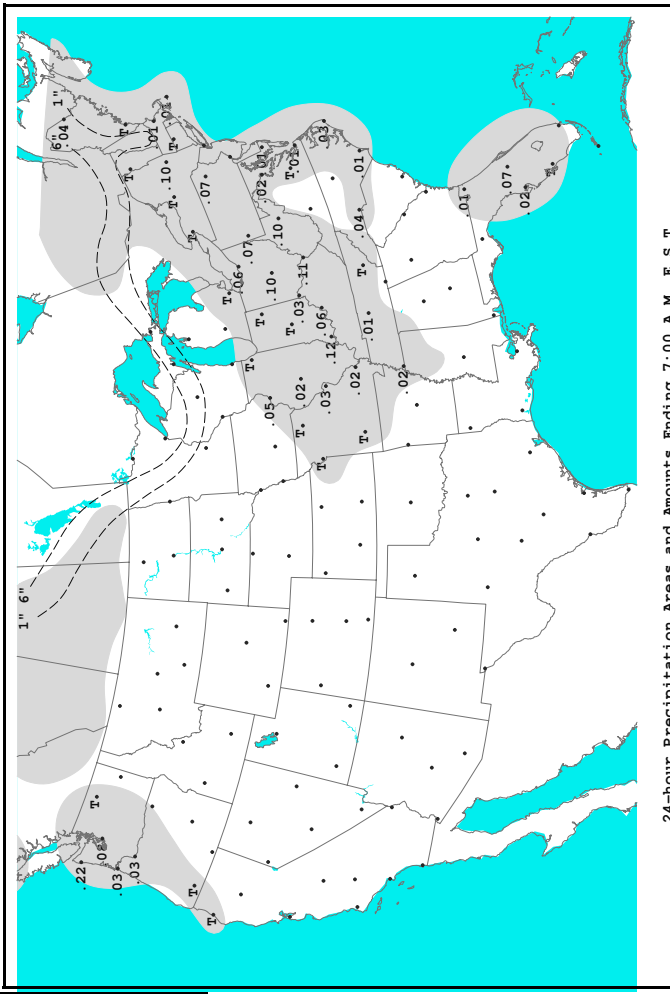 1" 6"
6" 1"
.04
.22
T
.03
T
T
.03
.01
.10 .01
T T
T T
.07
T
T
.06
.07
T
T .02 .01
.05
.10
.10
T T
.01
.03
.02
T .11
T .06 .03
.03
.12
.02
.04 .01
T T
.01
.02
.01
.07
.02
T
24-hour Precipitation Areas and Amounts Ending 7:00 A.M. E.S.T